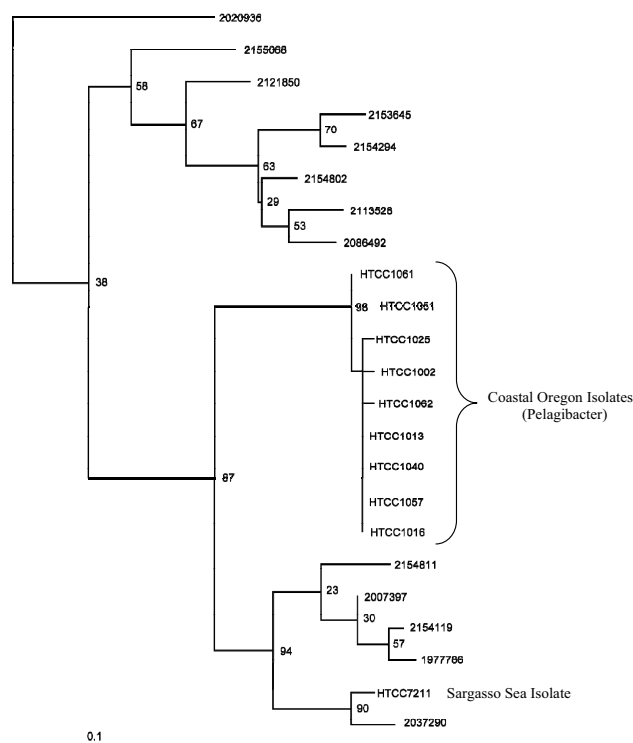 2020936
2155066
58
2121850
67
2153645
70
2154294
63
2154802
29
2113526
53
2086492
38
HTCC1061
98 HTCC1051
HTCC1025
HTCC1002
HTCC1062
Coastal Oregon Isolates
(Pelagibacter)
HTCC1013
HTCC1040
87
HTCC1057
HTCC1016
2154811
23
2007397
30
2154119
57
1977786
94
HTCC7211 Sargasso Sea Isolate
90
2037290
0.1